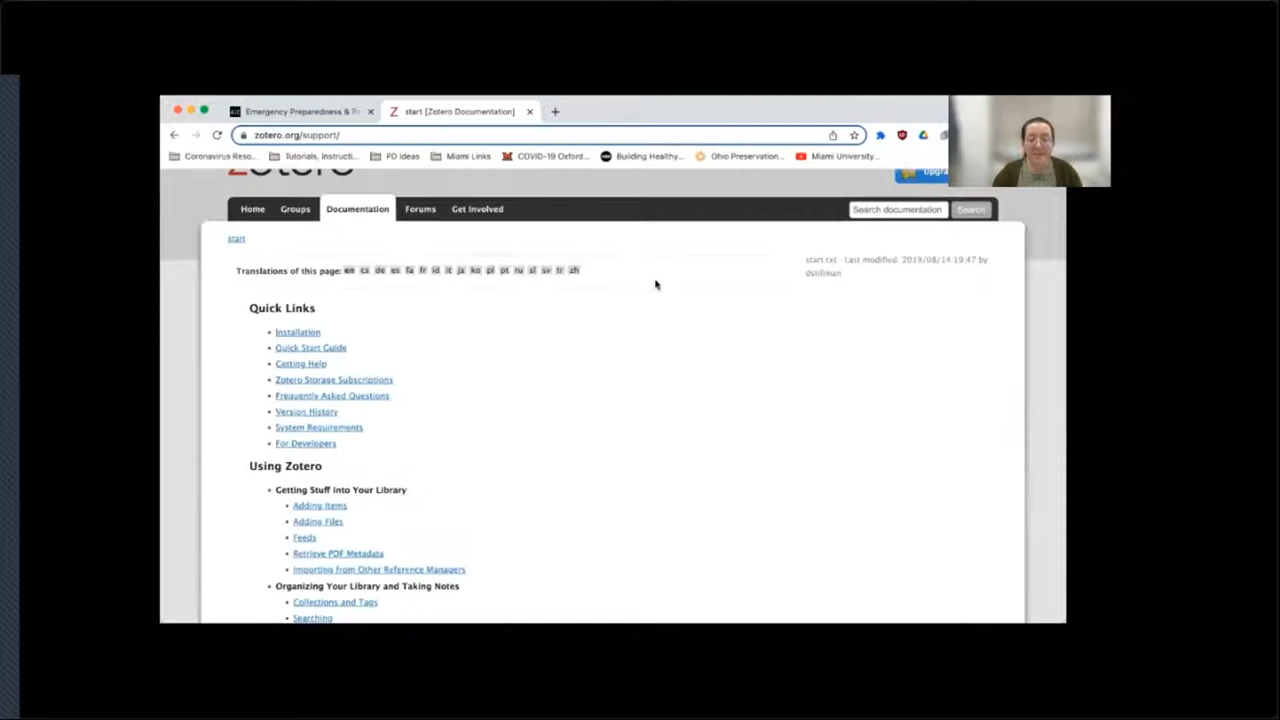 Emergency Preparedness & R
start [Zotero Documentation]
zotero.org/support/
Coronavirus Reso... Tutorials, Instructi... PD Ideas Miami Links COVID-19 Oxford... Building Healthy... Ohio Preservation... Miami University...
zotero
Upgra
Home Groups Documentation Forums Get Involved Search documentation Search
start
Translations of this page: en cs de es fa fr id it ja ko pl pt ru sl sv tr zh
start.txt · Last modified: 2019/08/14 19:47 by
dstillman
Quick Links
Installation
Quick Start Guide
Getting Help
Zotero Storage Subscriptions
Frequently Asked Questions
Version History
System Requirements
For Developers
Using Zotero
Getting Stuff Into Your Library
Adding Items
Adding Files
Feeds
Retrieve PDF Metadata
Importing from Other Reference Managers
Organizing Your Library and Taking Notes
Collections and Tags
Searching